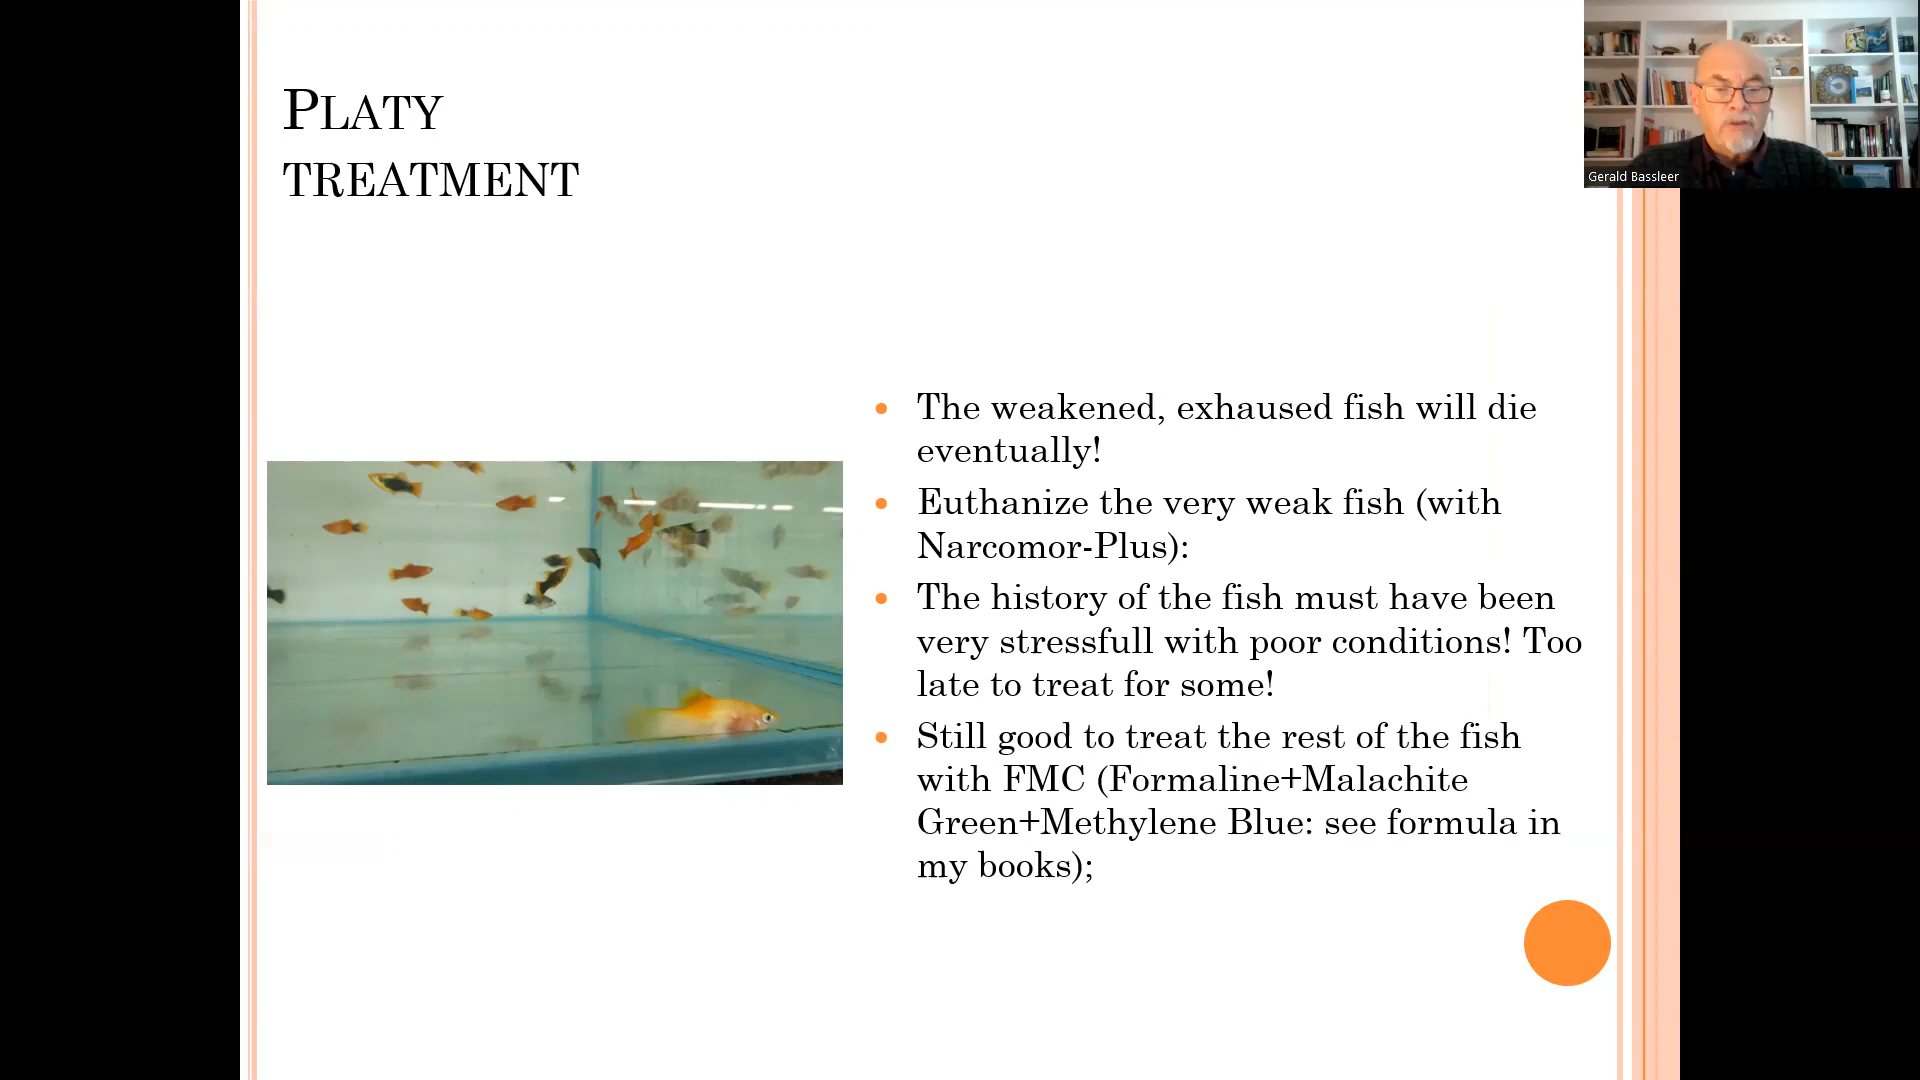 Platy
treatment
Gerald Bassleer
• The weakened, exhaused fish will die
eventually!
• Euthanize the very weak fish (with
Narcomor-Plus):
• The history of the fish must have been
very stressfull with poor conditions! Too
late to treat for some!
• Still good to treat the rest of the fish
with FMC (Formaline+Malachite
Green+Methylene Blue: see formula in
my books);